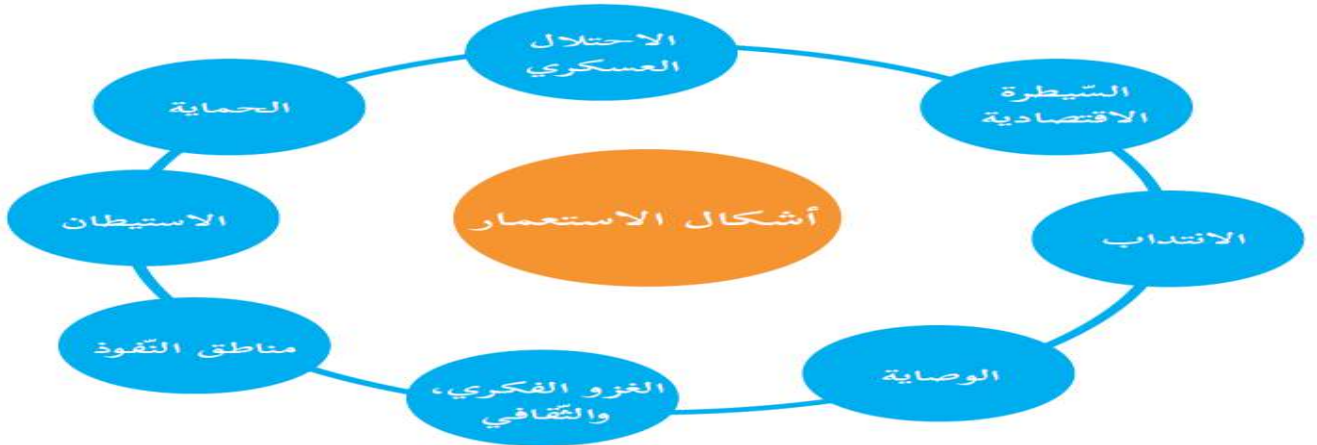 أشكال الاستعمار
الاحتلال
العسكري
السّيطرة
الاقتصادية
الانتداب
الوصاية
الغزو الفكري،
والثّقافي
مناطق النّفوذ
الاستيطان
الحماية